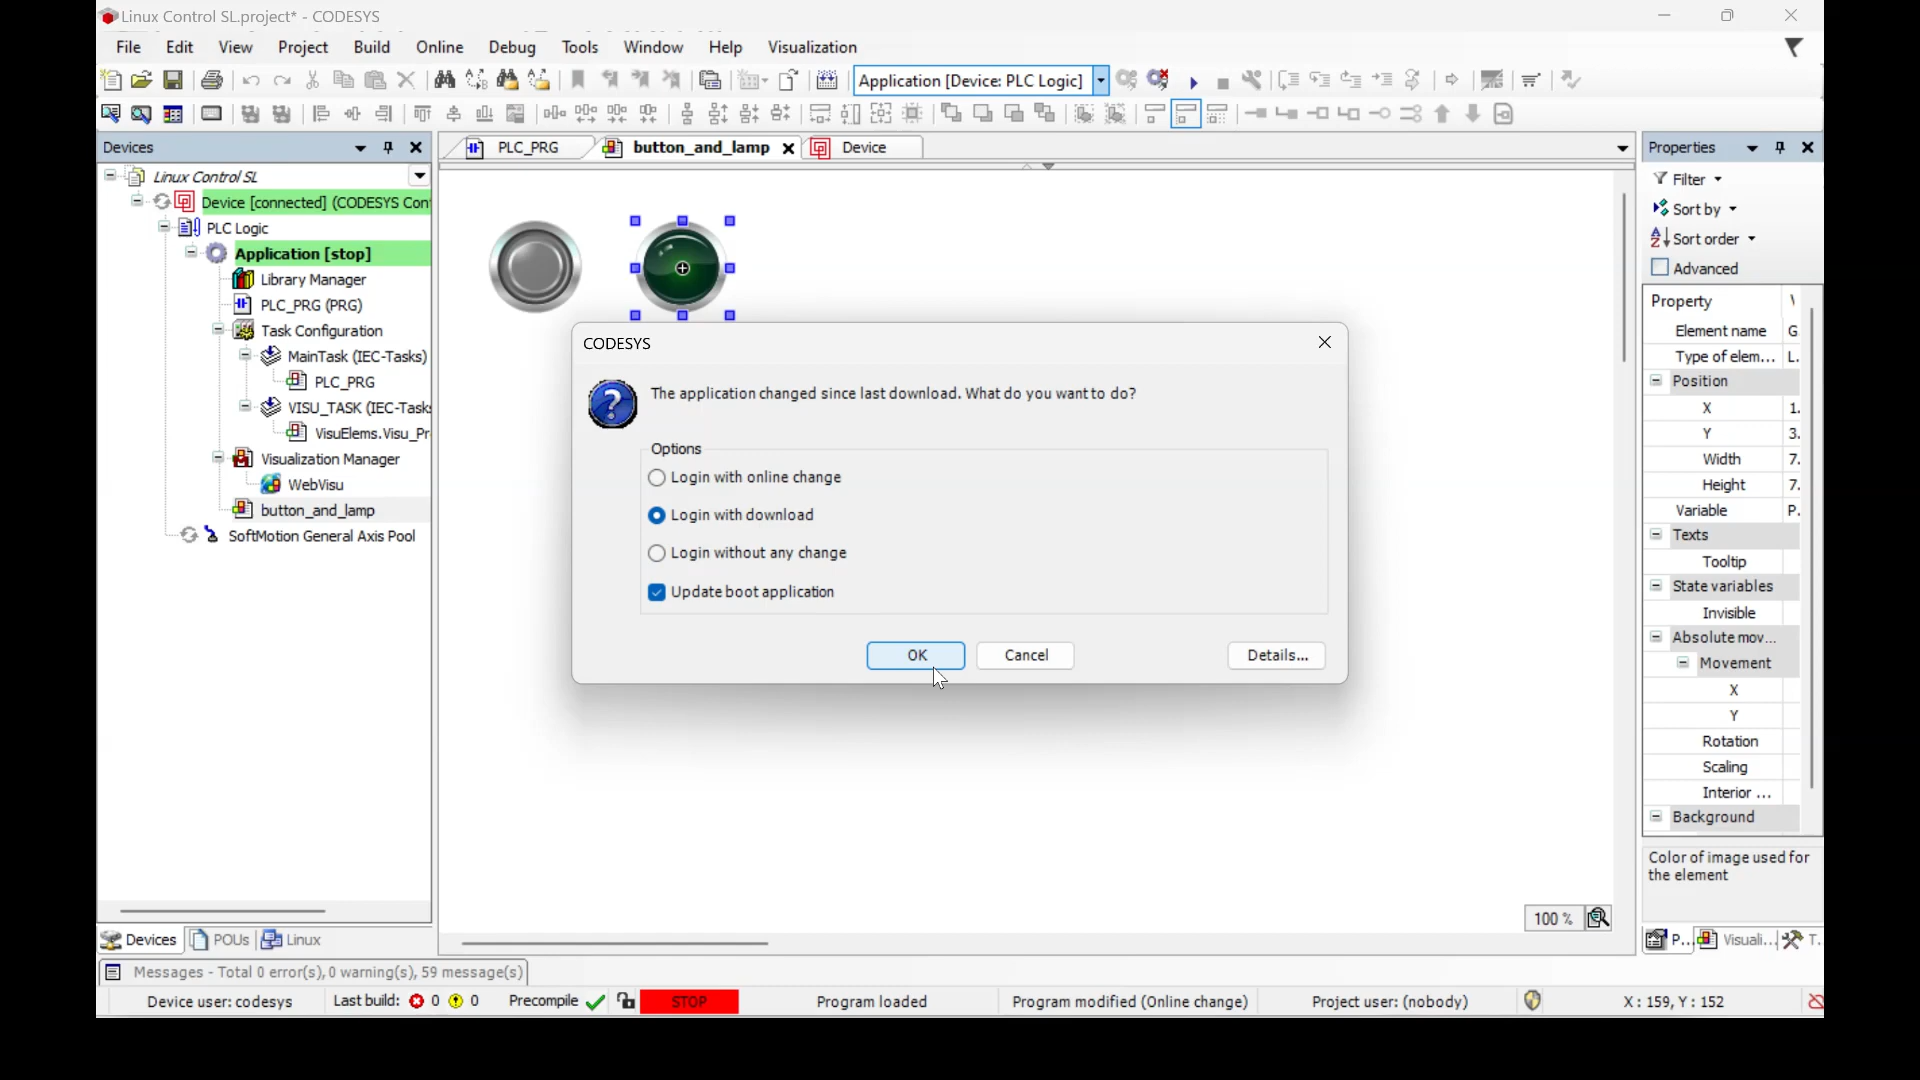 Linux Control SL.project* - CODESYS
File Edit View Project Build Online Debug Tools Window Help Visualization
Application [Device: PLC Logic]
Devices
PLC_PRG
button_and_lamp
Device
Properties
Linux Control SL
Device [connected] (CODESYS Con
PLC Logic
Application [stop]
Library Manager
PLC_PRG (PRG)
Task Configuration
MainTask (IEC-Tasks)
PLC_PRG
VISU_TASK (IEC-Tasks
VisuElems.Visu_Pr
Visualization Manager
WebVisu
button_and_lamp
SoftMotion General Axis Pool
CODESYS
The application changed since last download. What do you want to do?
Options
Login with online change
Login with download
Login without any change
Update boot application
OK Cancel Details...
Filter
Sort by
Sort order
Advanced
Property
Element name G
Type of elem... L.
Position
X 1.
Y 3.
Width 7.
Height 7.
Variable P.
Texts
Tooltip
State variables
Invisible
Absolute mov...
Movement
X
Y
Rotation
Scaling
Interior ...
Background
Color of image used for
the element
100 %
Devices POUs Linux
P... Visuali... T.
Messages - Total 0 error(s), 0 warning(s), 59 message(s)
Device user: codesys Last build: 0 0 Precompile STOP Program loaded Program modified (Online change) Project user: (nobody) X: 159, Y: 152